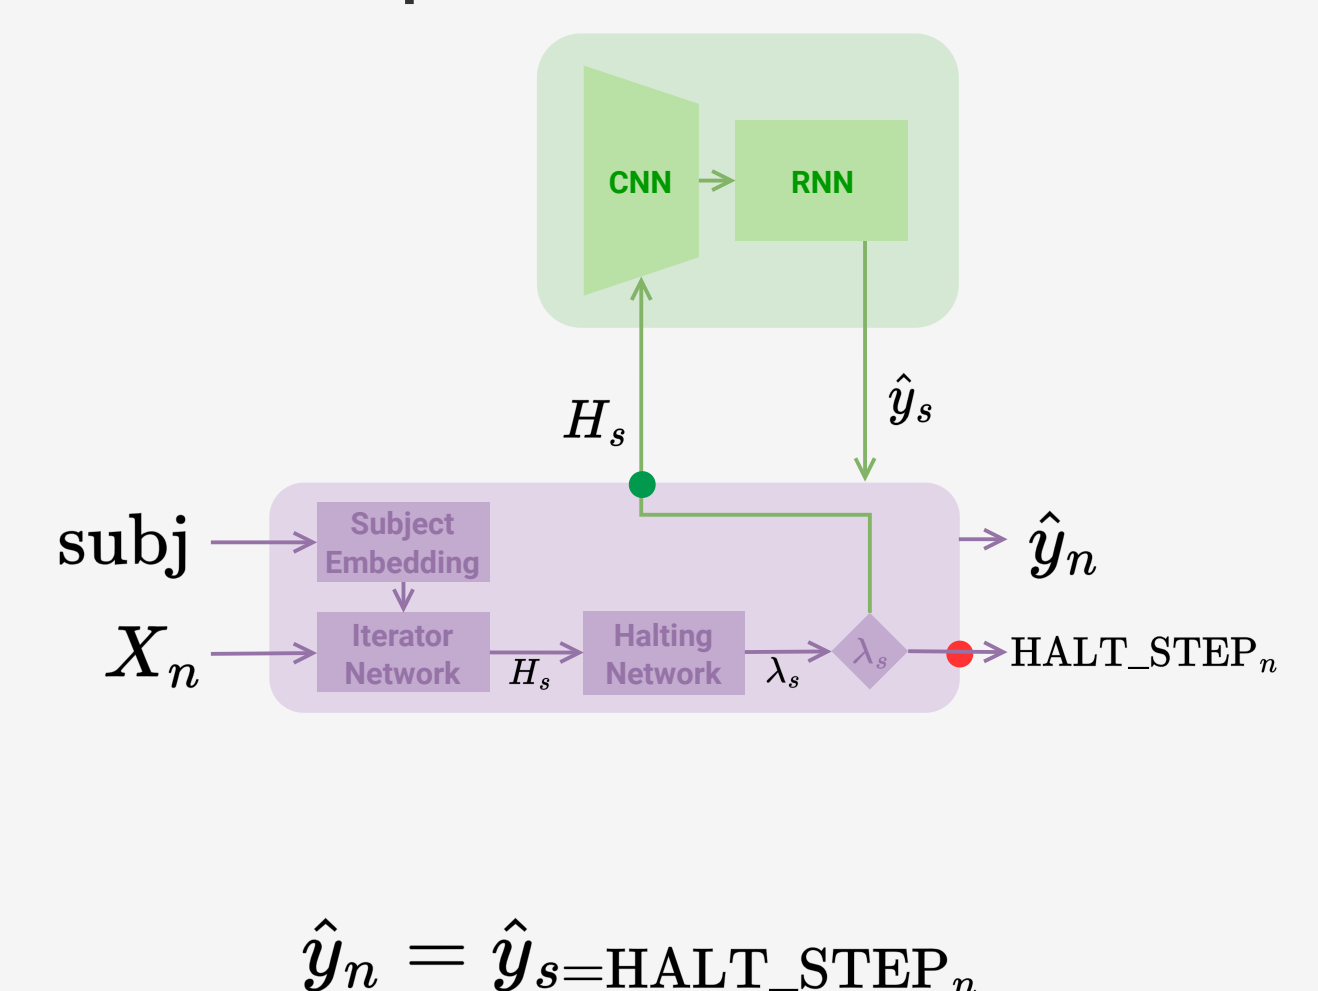 CNN
RNN
H_s
ŷ_s
subj
Subject
Embedding
ŷ_n
X_n
Iterator
Network
H_s
Halting
Network
λ_s
λ_s
HALT_STEP_n
ŷ_n = ŷ_{s=HALT_STEP_n}